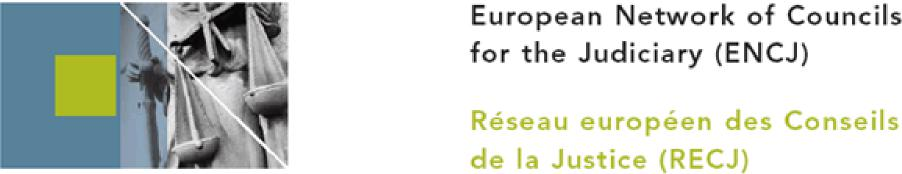 European Network of Councils
for the Judiciary (ENCJ)
Réseau européen des Conseils
de la Justice (RECJ)